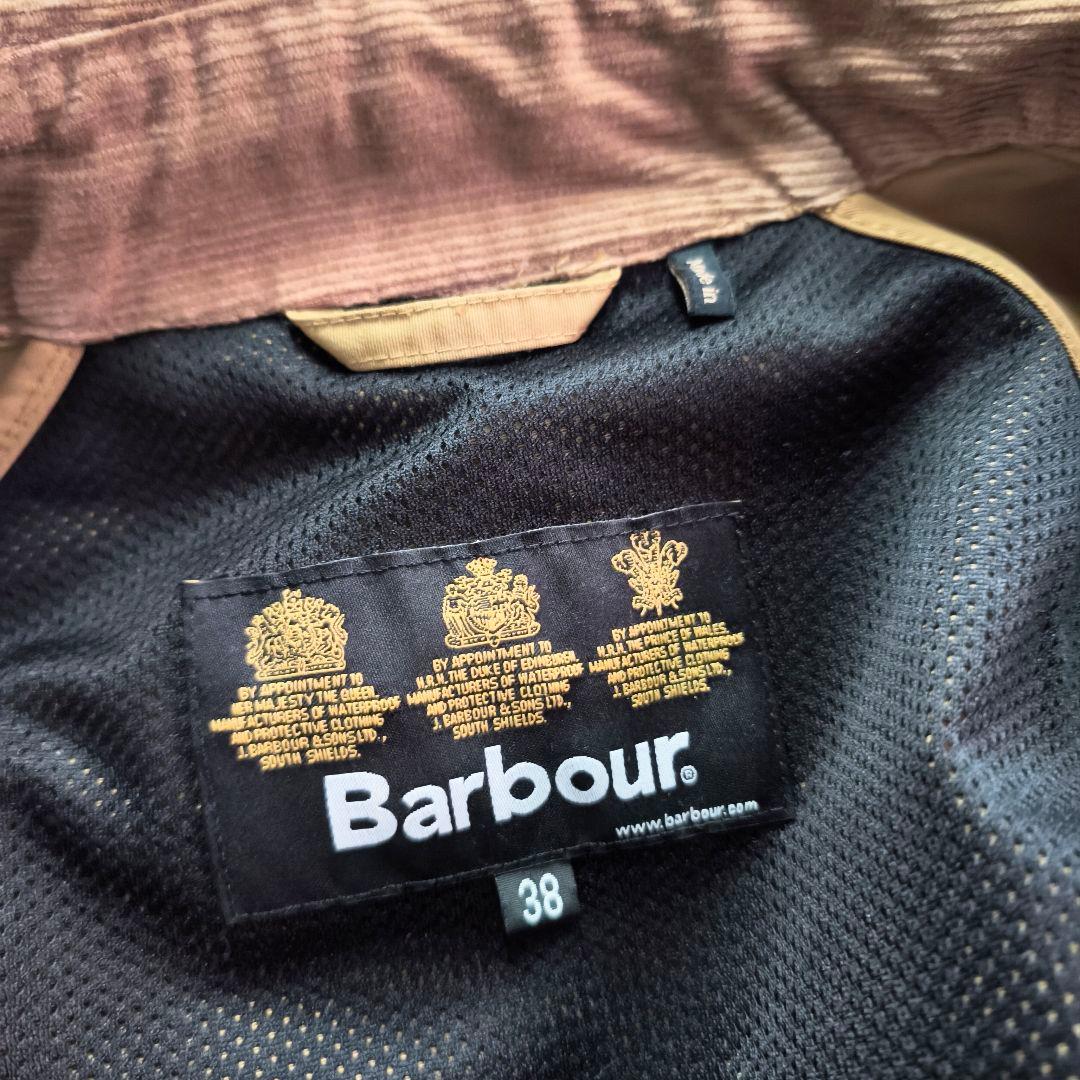 Made in
BY APPOINTMENT TO
HER MAJESTY THE QUEEN
MANUFACTURERS OF WATERPROOF
AND PROTECTIVE CLOTHING
J. BARBOUR & SONS LTD.,
SOUTH SHIELDS.
BY APPOINTMENT TO
H.R.H. THE DUKE OF EDINBURGH
MANUFACTURERS OF WATERPROOF
AND PROTECTIVE CLOTHING
J. BARBOUR & SONS LTD.,
SOUTH SHIELDS.
BY APPOINTMENT TO
H.R.H. THE PRINCE OF WALES
MANUFACTURERS OF WATERPROOF
AND PROTECTIVE CLOTHING
J. BARBOUR & SONS LTD.,
SOUTH SHIELDS.
Barbour®
www.barbour.com
38